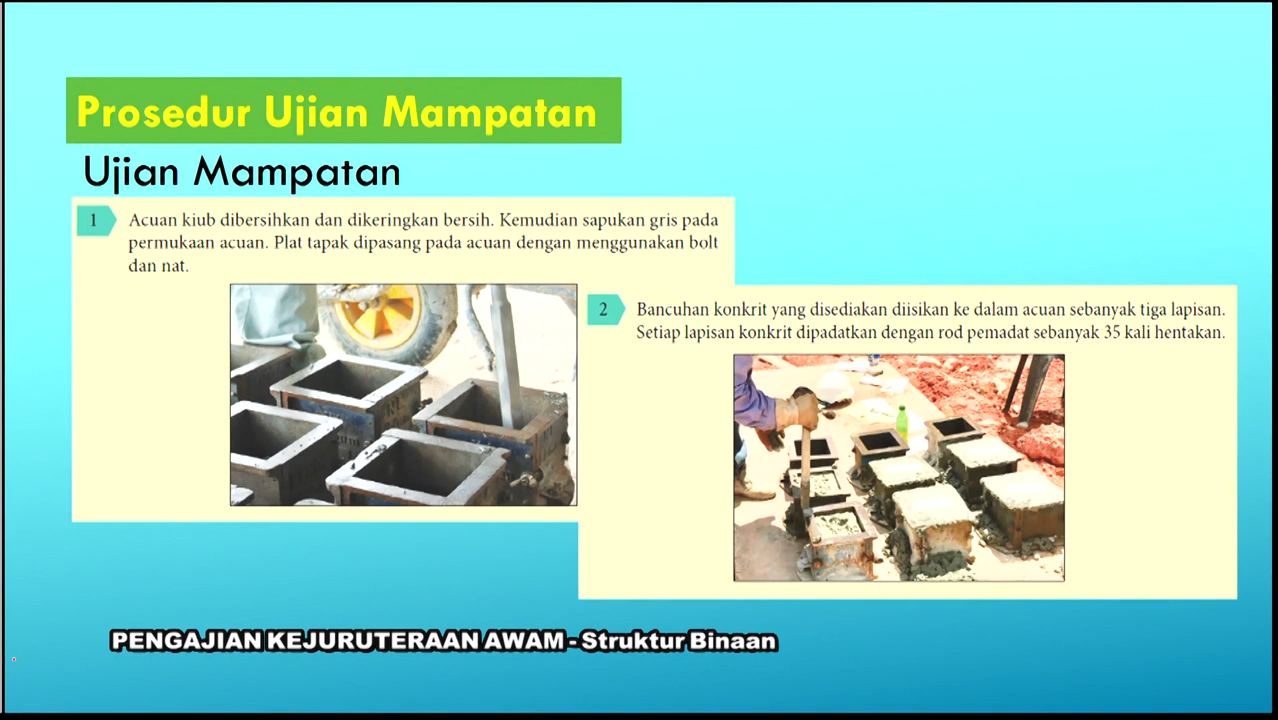 Prosedur Ujian Mampatan
Ujian Mampatan
1 Acuan kiub dibersihkan dan dikeringkan bersih. Kemudian sapukan gris pada
permukaan acuan. Plat tapak dipasang pada acuan dengan menggunakan bolt
dan nat.
2 Bancuhan konkrit yang disediakan diisikan ke dalam acuan sebanyak tiga lapisan.
Setiap lapisan konkrit dipadatkan dengan rod pemadat sebanyak 35 kali hentakan.
PENGAJIAN KEJURUTERAAN AWAM - Struktur Binaan